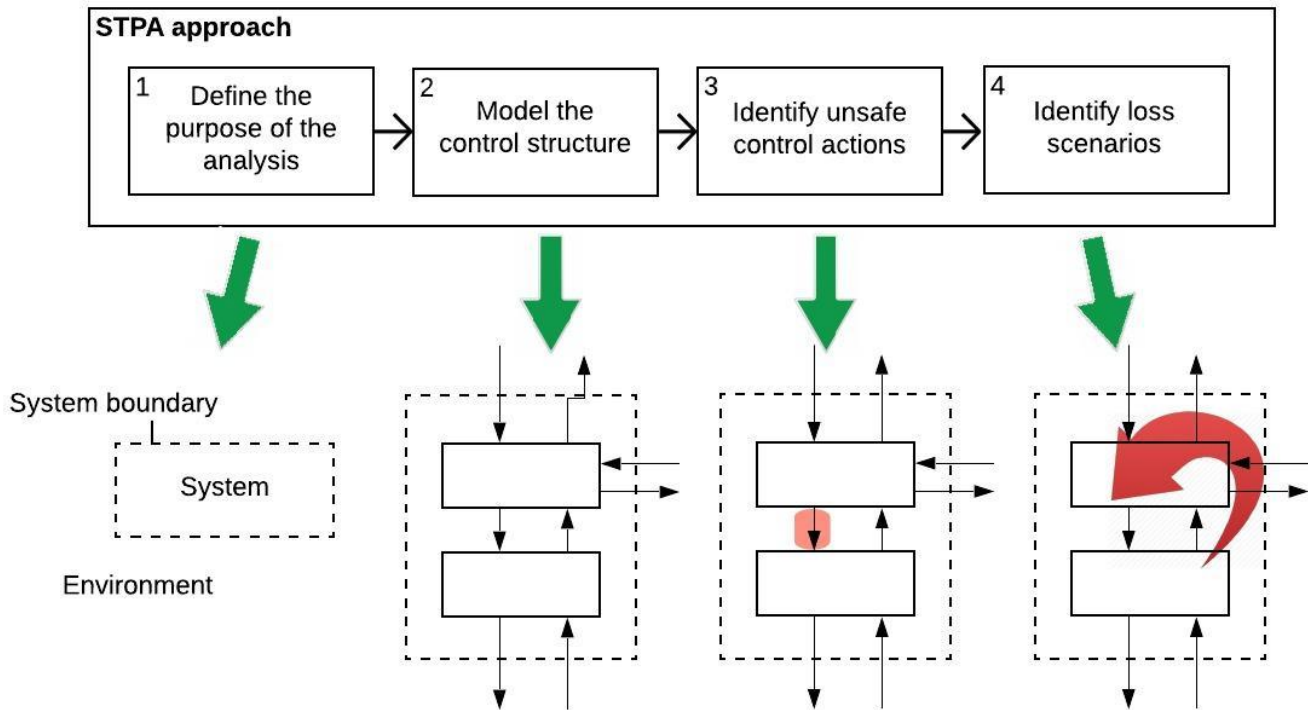 STPA approach
1
Define the
purpose of the
analysis
2
Model the
control structure
3
Identify unsafe
control actions
4
Identify loss
scenarios
System boundary
System
Environment